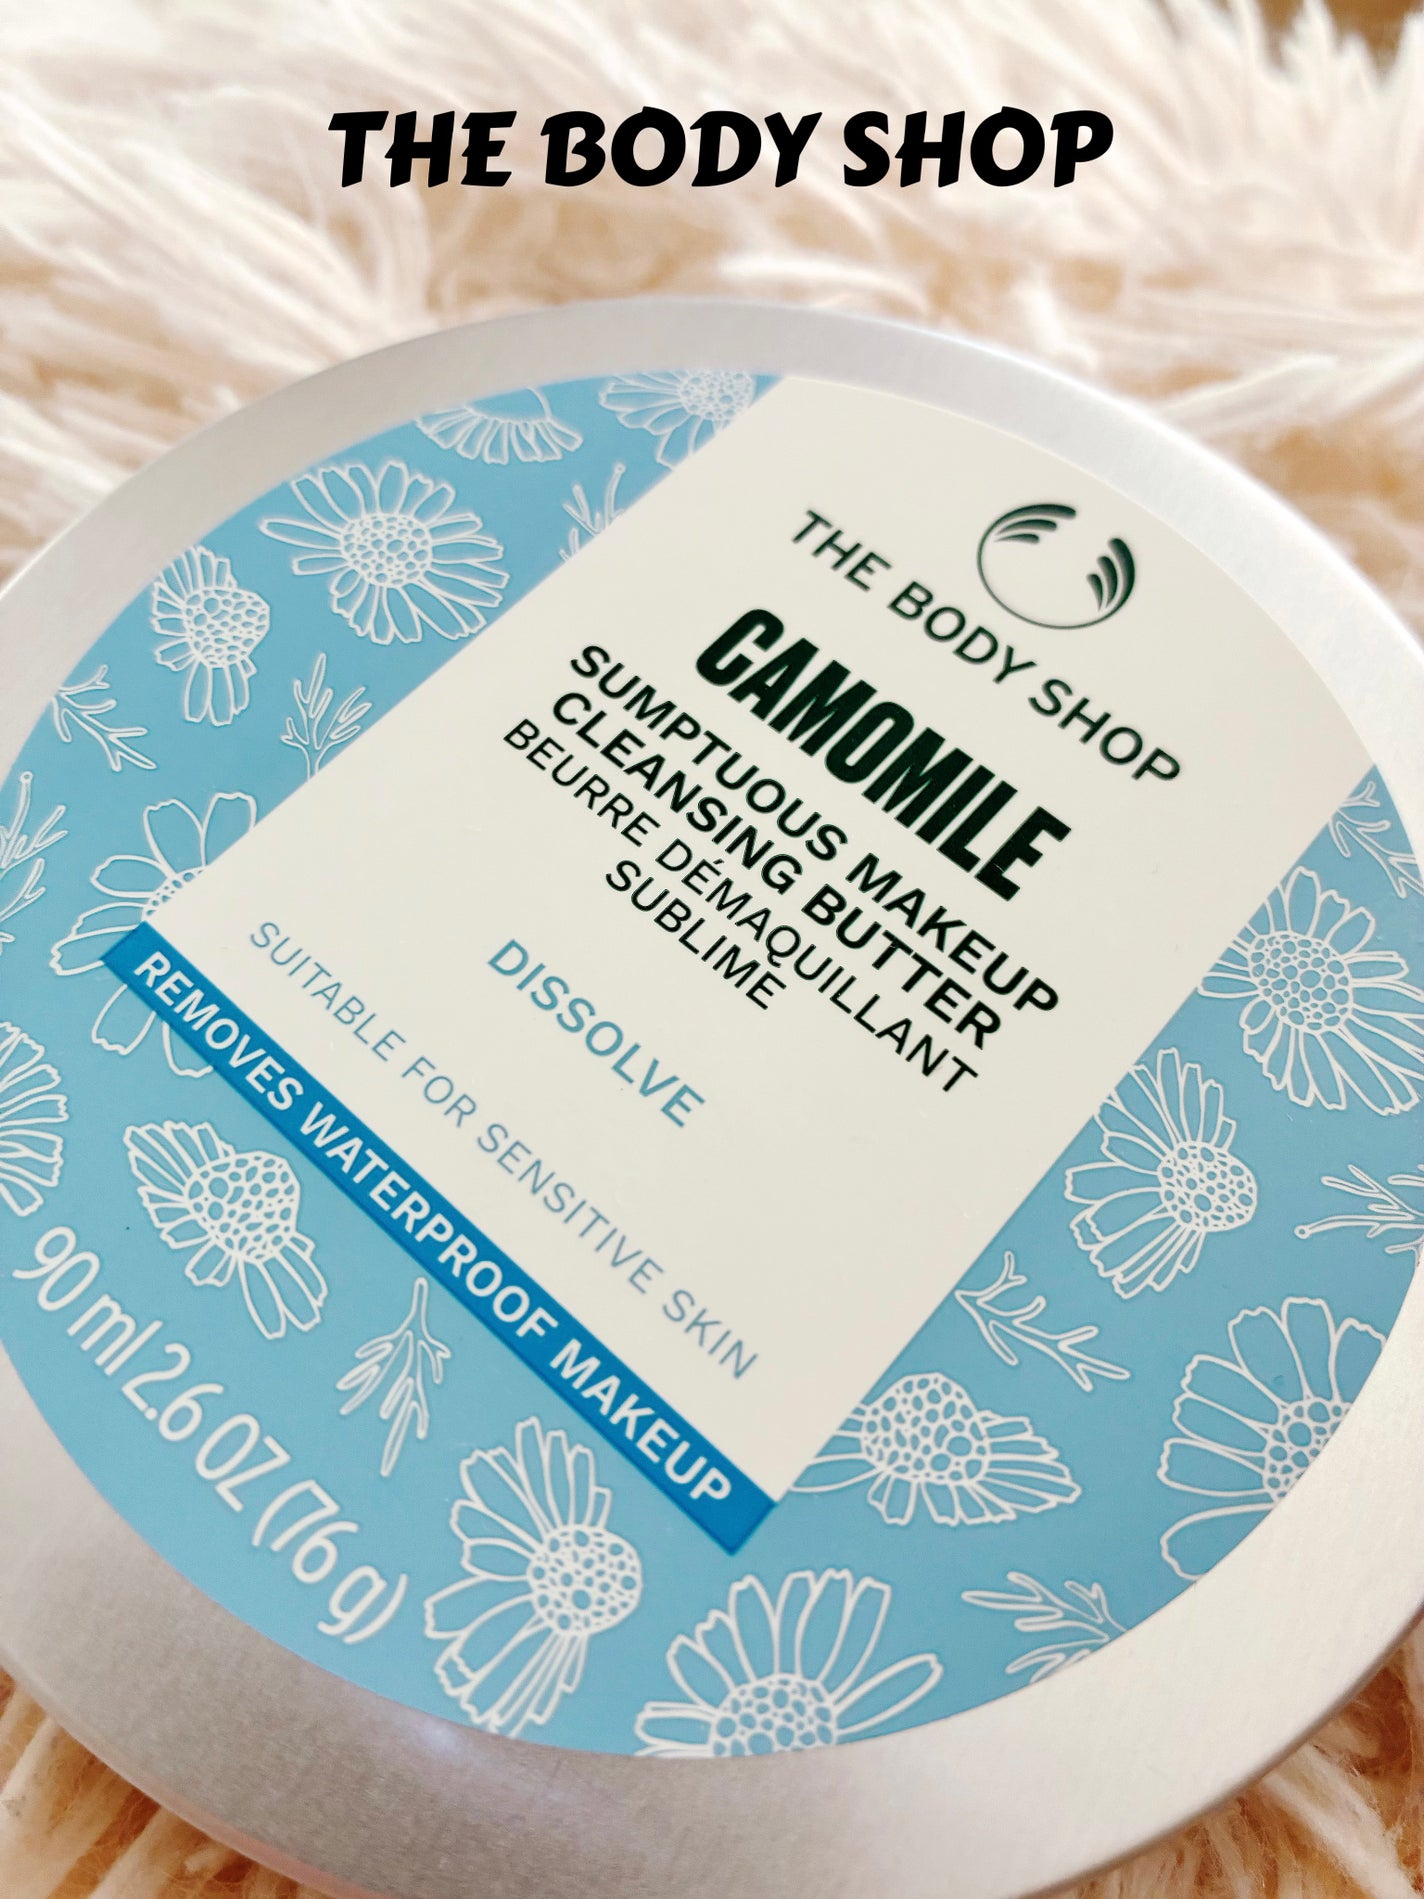 THE BODY SHOP
THE BODY SHOP
CAMOMILE
SUMPTUOUS MAKEUP
CLEANSING BUTTER
BEURRE DÉMAQUILLANT
SUBLIME
DISSOLVE
SUITABLE FOR SENSITIVE SKIN
REMOVES WATERPROOF MAKEUP
90 ml 2.6 OZ (76 g)